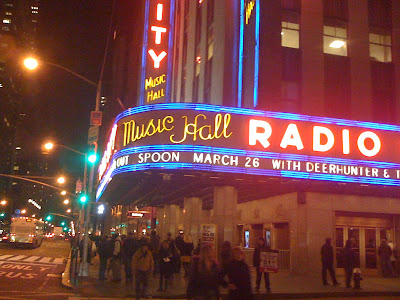 ITY
MUSIC
HALL
Music Hall RADIO
OUT SPOON MARCH 26 WITH DEERHUNTER & T